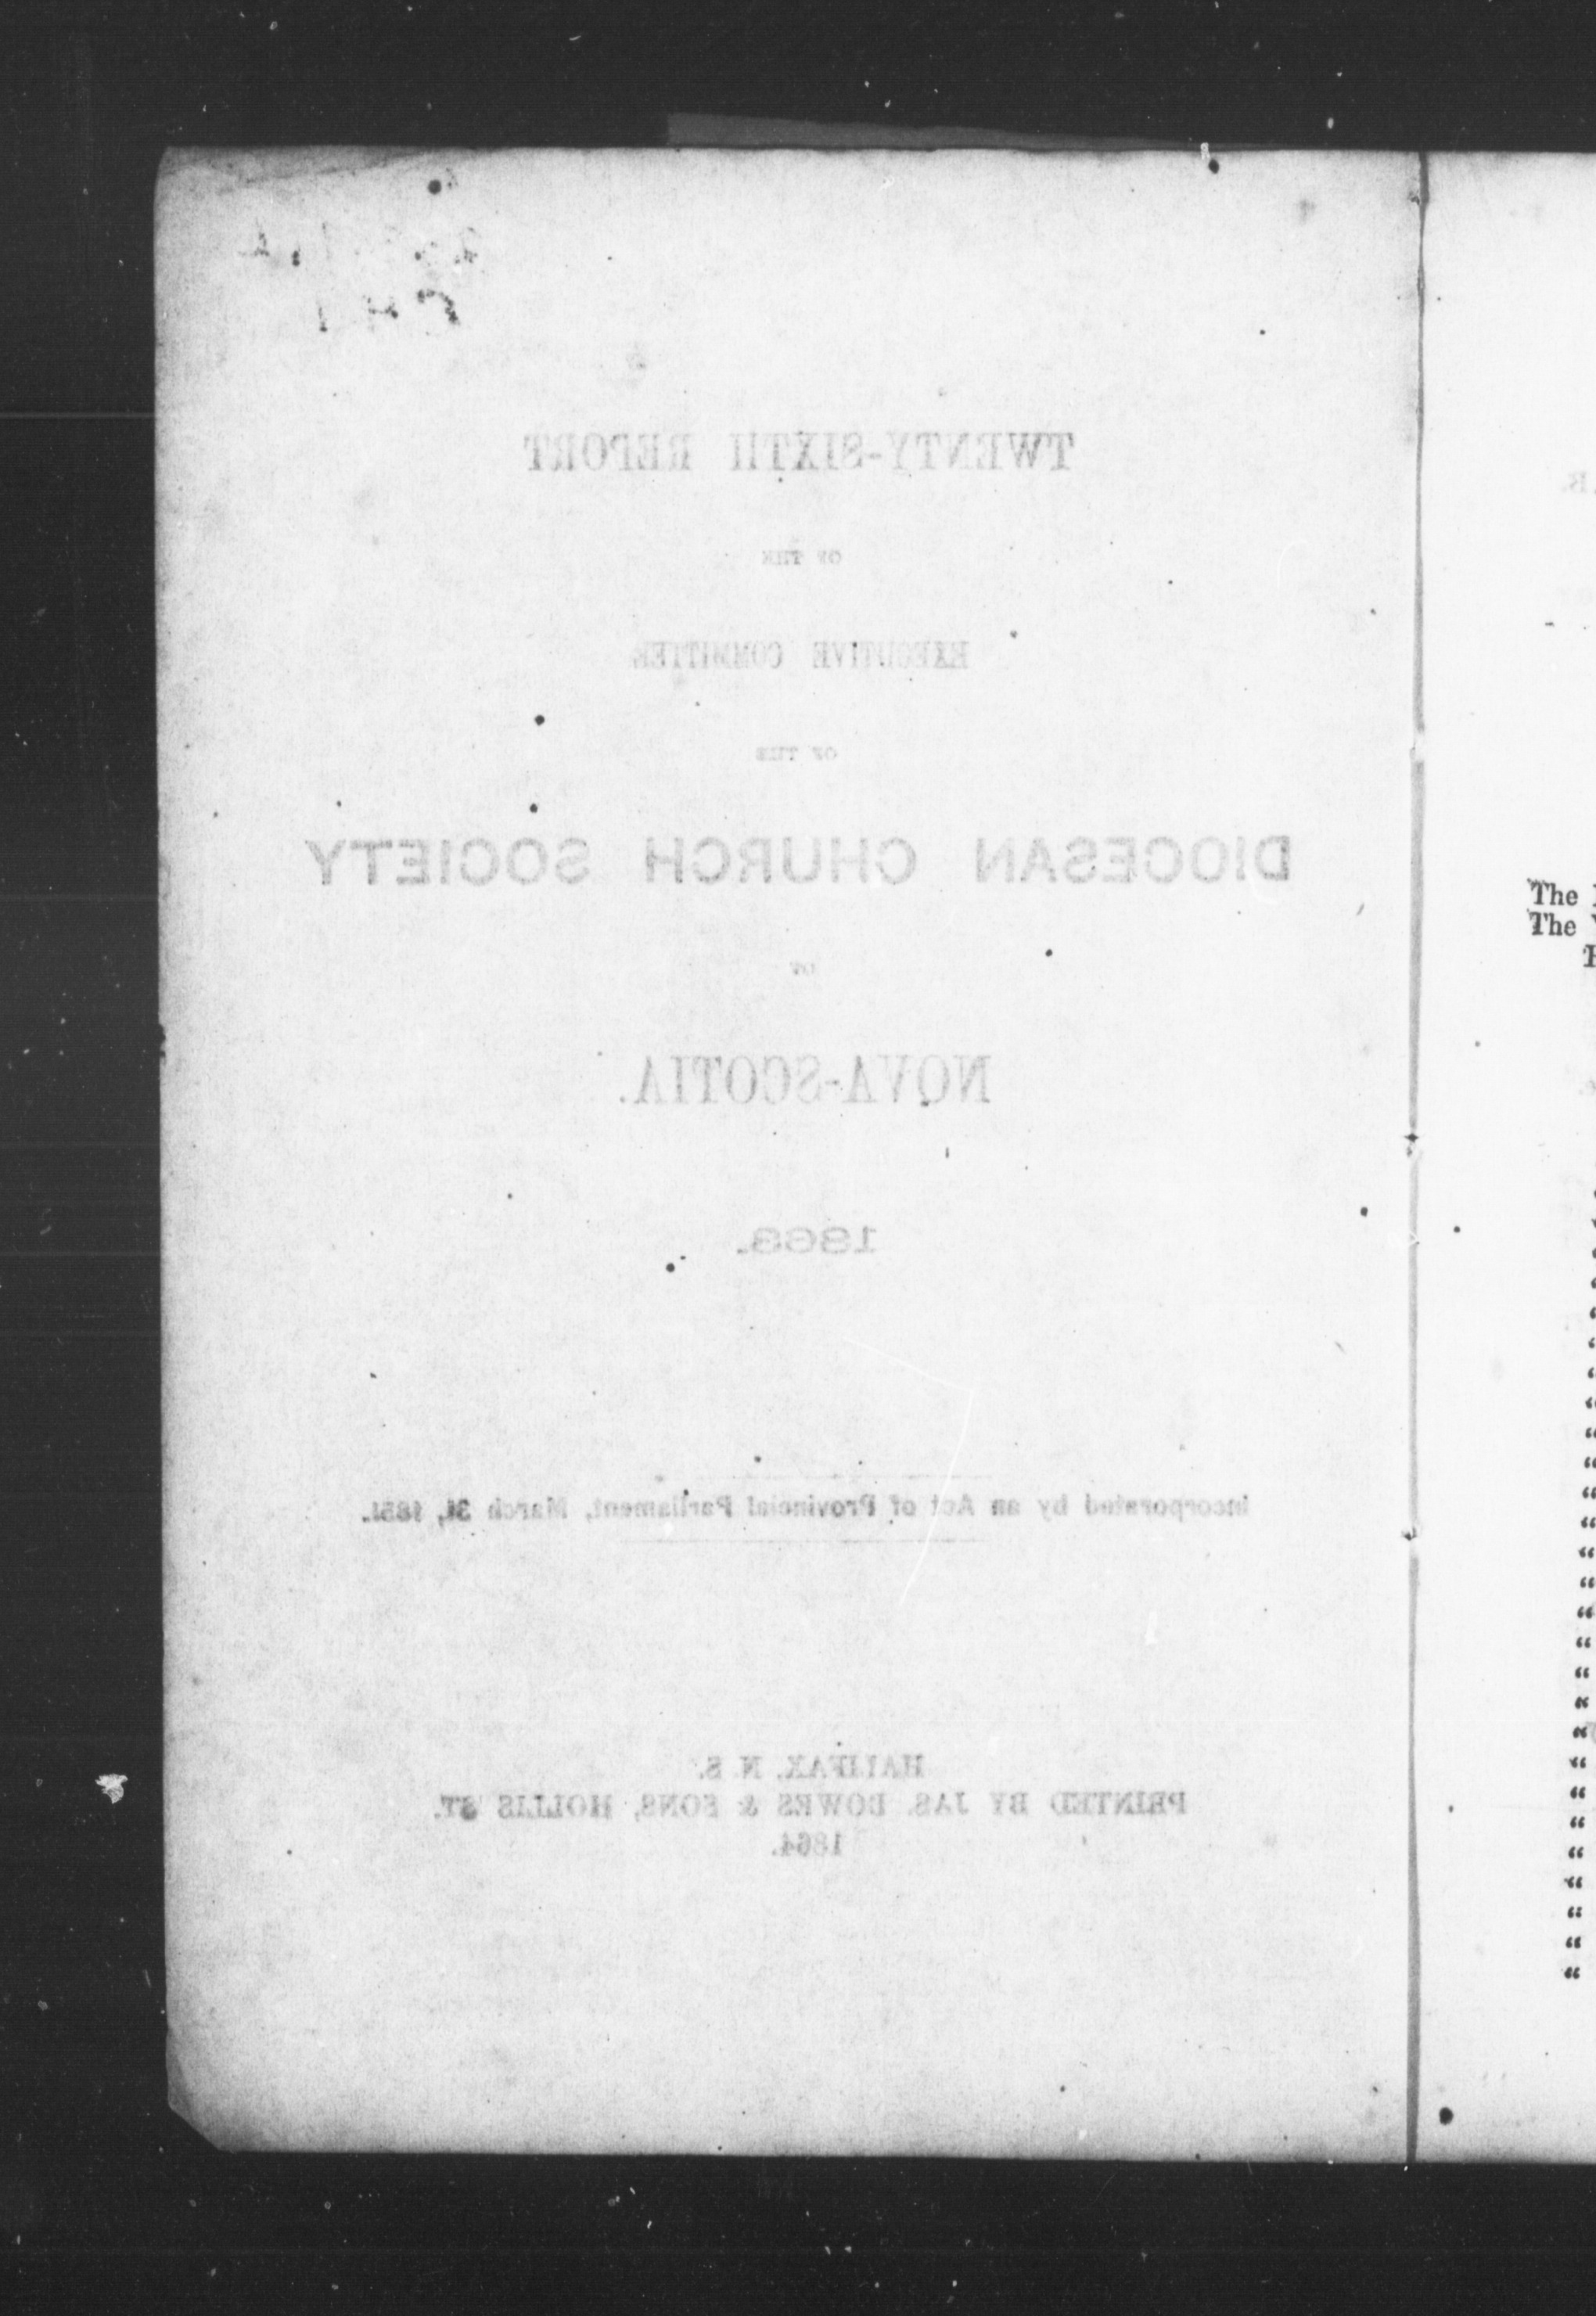 TWENTY-SIXTH REPORT
OF THE
EXECUTIVE COMMITTEE
OF THE
DIOCESAN CHURCH SOCIETY
OF
NOVA-SCOTIA.
1863.
Incorporated by an Act of Provincial Parliament, March 31, 1851.
HALIFAX, N S.
PRINTED BY JAS. BOWES & SONS, HOLLIS ST.
1864.
The
The